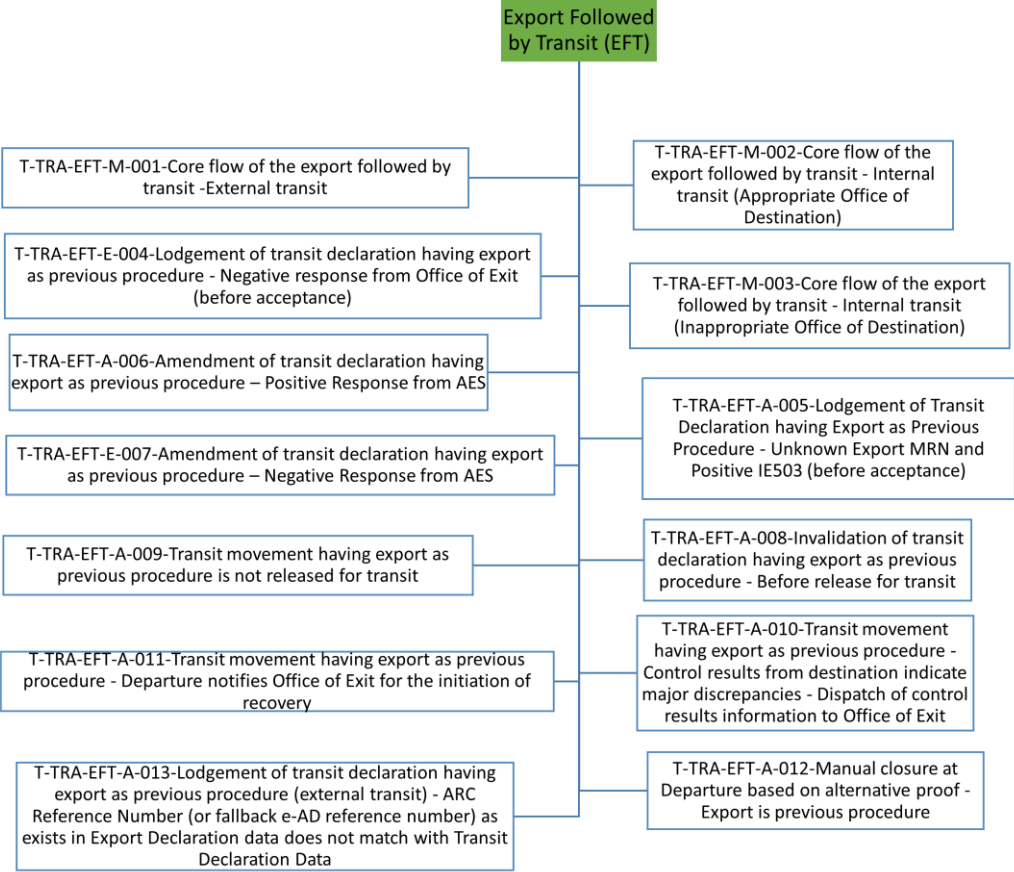 Export Followed
by Transit (EFT)
T-TRA-EFT-M-001-Core flow of the export followed by
transit -External transit
T-TRA-EFT-M-002-Core flow of the
export followed by transit - Internal
transit (Appropriate Office of
Destination)
T-TRA-EFT-E-004-Lodgement of transit declaration having export
as previous procedure - Negative response from Office of Exit
(before acceptance)
T-TRA-EFT-M-003-Core flow of the export
followed by transit - Internal transit
(Inappropriate Office of Destination)
T-TRA-EFT-A-006-Amendment of transit declaration having
export as previous procedure – Positive Response from AES
T-TRA-EFT-A-005-Lodgement of Transit
Declaration having Export as Previous
Procedure - Unknown Export MRN and
Positive IE503 (before acceptance)
T-TRA-EFT-E-007-Amendment of transit declaration having export
as previous procedure – Negative Response from AES
T-TRA-EFT-A-009-Transit movement having export as
previous procedure is not released for transit
T-TRA-EFT-A-008-Invalidation of transit
declaration having export as previous
procedure - Before release for transit
T-TRA-EFT-A-011-Transit movement having export as previous
procedure - Departure notifies Office of Exit for the initiation of
recovery
T-TRA-EFT-A-010-Transit movement
having export as previous procedure -
Control results from destination indicate
major discrepancies - Dispatch of control
results information to Office of Exit
T-TRA-EFT-A-013-Lodgement of transit declaration having
export as previous procedure (external transit) - ARC
Reference Number (or fallback e-AD reference number) as
exists in Export Declaration data does not match with Transit
Declaration Data
T-TRA-EFT-A-012-Manual closure at
Departure based on alternative proof -
Export is previous procedure